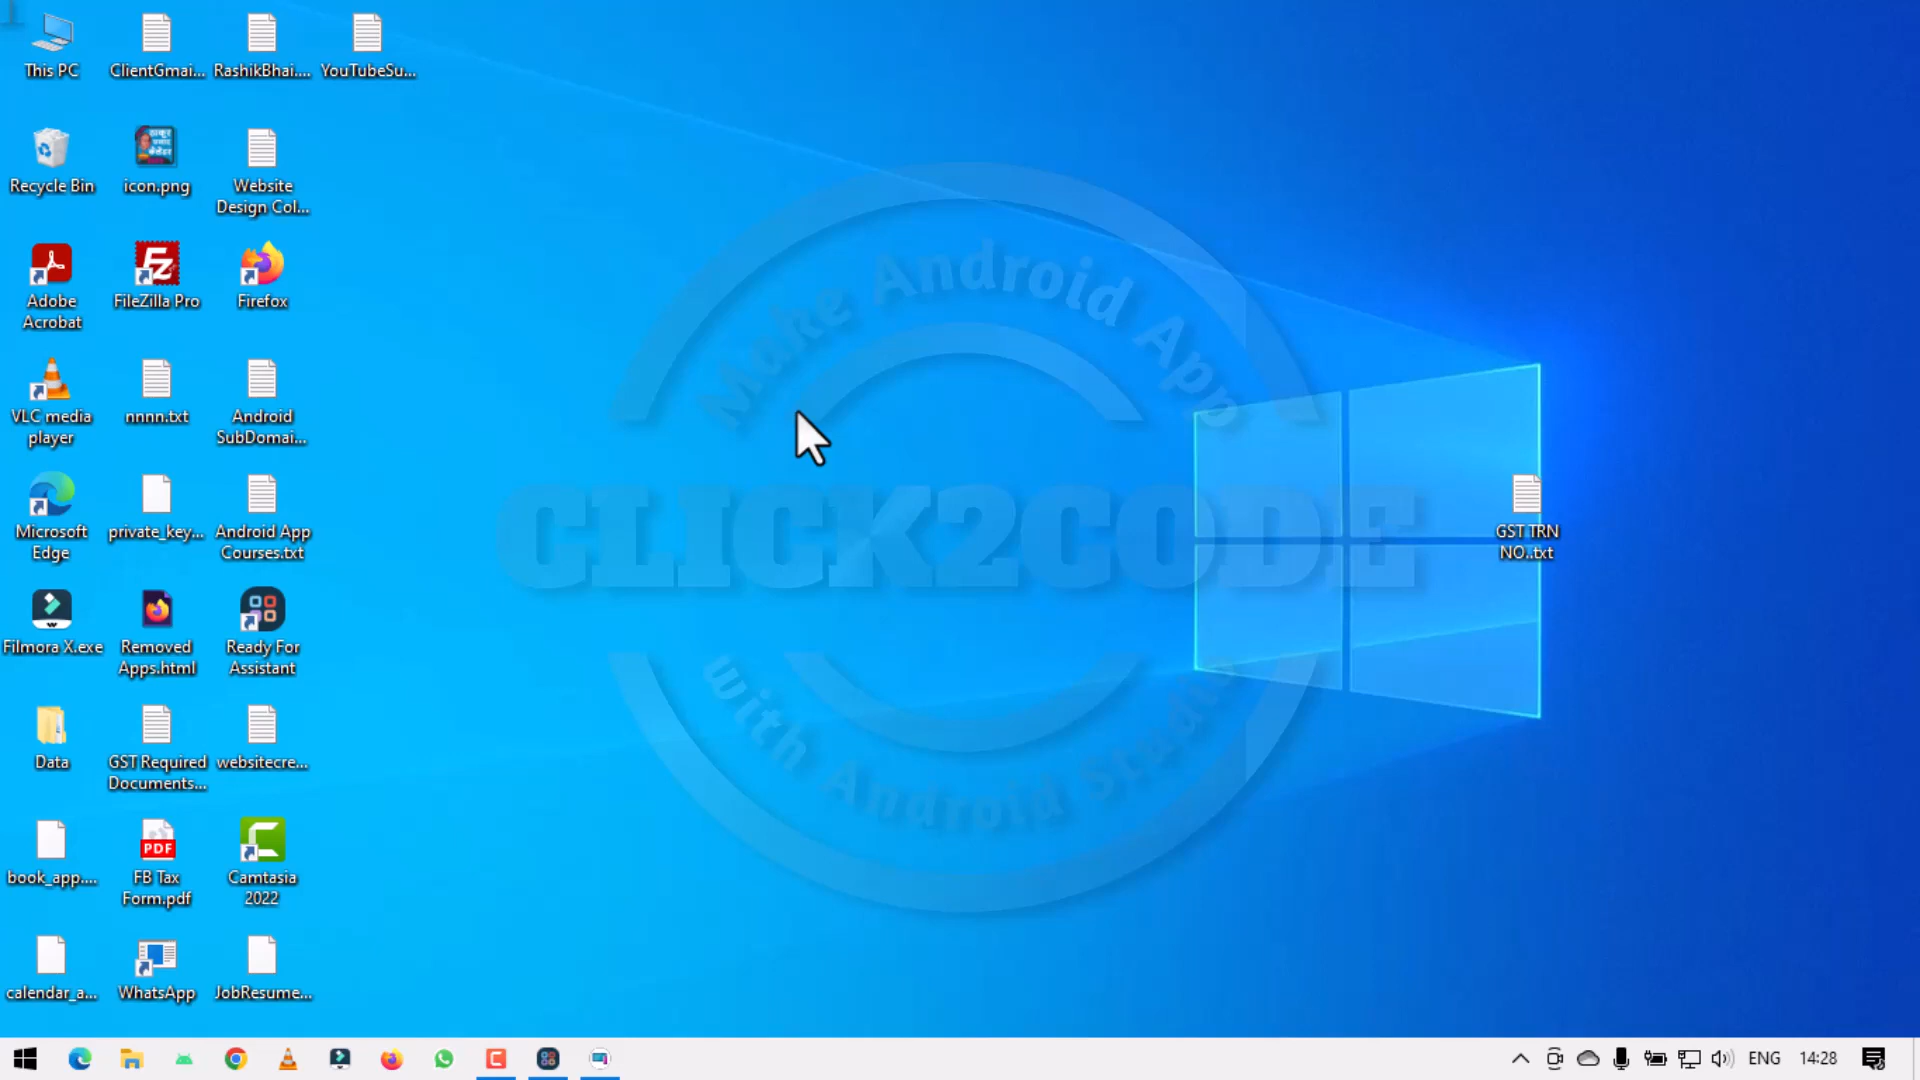 This PC
ClientGmai...
RashikBhai....
YouTubeSu...
Recycle Bin
icon.png
Website
Design Col...
Adobe
Acrobat
FileZilla Pro
Firefox
VLC media
player
nnnn.txt
Android
SubDomai...
Microsoft
Edge
private_key...
Android App
Courses.txt
Filmora X.exe
Removed
Apps.html
Ready For
Assistant
Data
GST Required
Documents...
websitecre...
book_app....
FB Tax
Form.pdf
Camtasia
2022
calendar_a...
WhatsApp
JobResume...
PDF
Make Android App
CLICK2CODE
with Android Studio
GST TRN
NO..txt
ENG
14:28